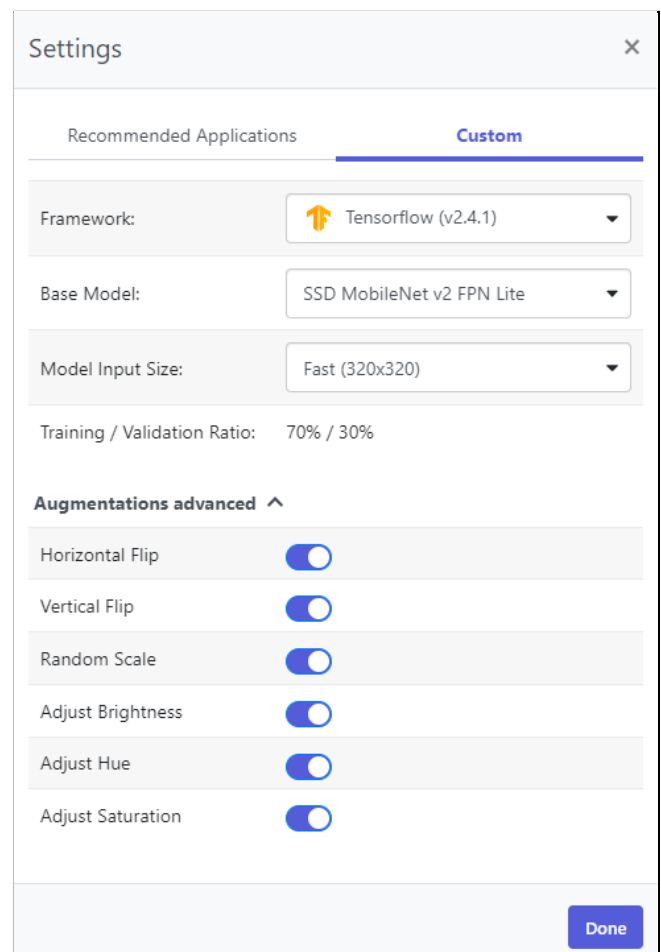 Settings ×
Recommended Applications Custom
Framework: Tensorflow (v2.4.1)
Base Model: SSD MobileNet v2 FPN Lite
Model Input Size: Fast (320x320)
Training / Validation Ratio: 70% / 30%
Augmentations advanced
Horizontal Flip
Vertical Flip
Random Scale
Adjust Brightness
Adjust Hue
Adjust Saturation
Done